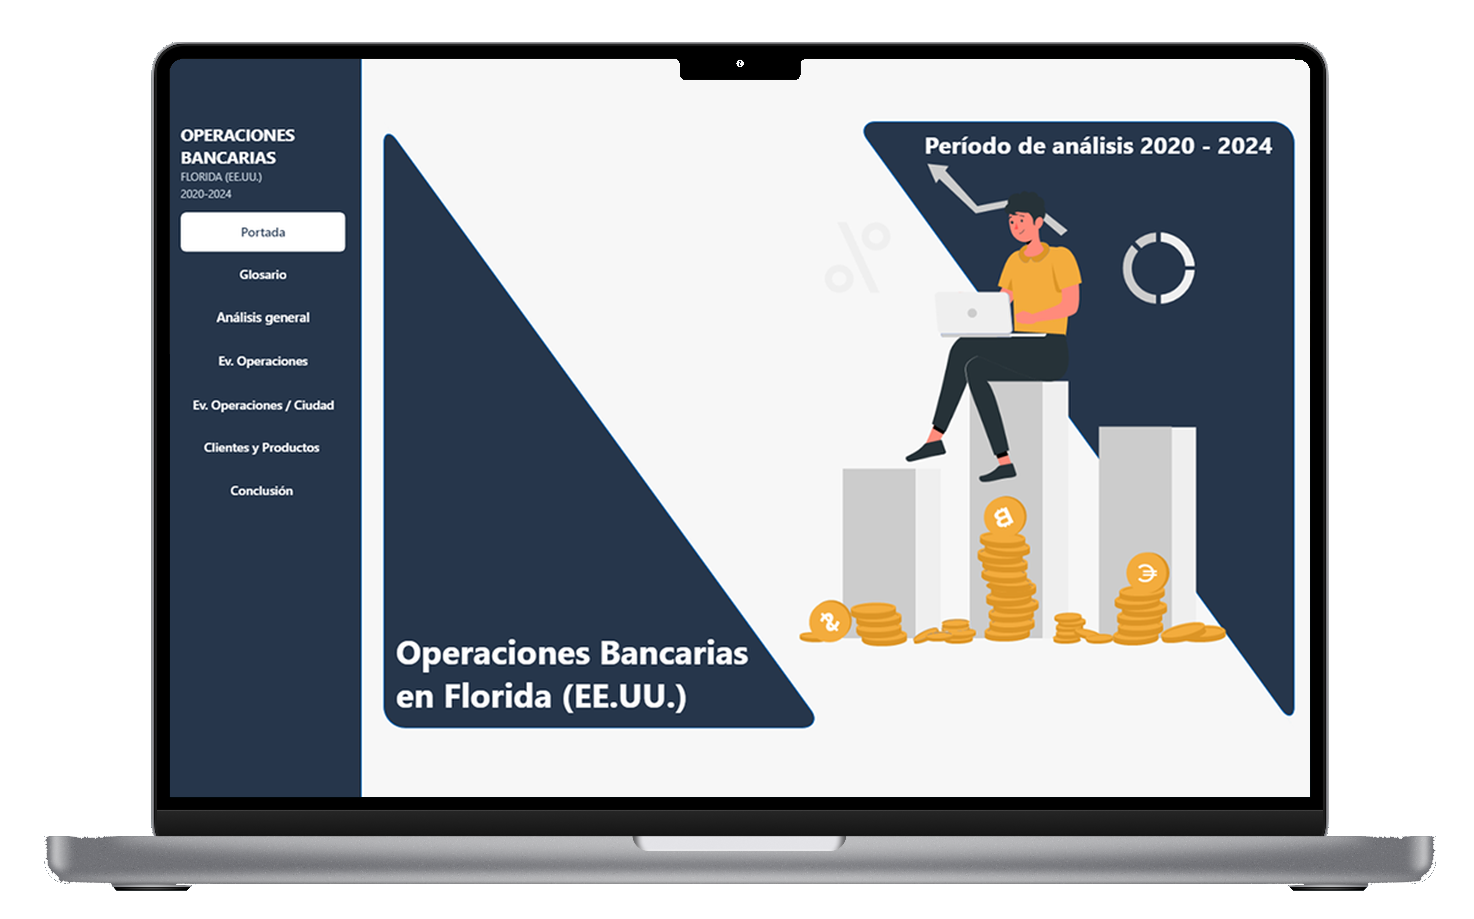 OPERACIONES
BANCARIAS
FLORIDA (EE.UU.)
2020-2024
Portada
Glosario
Análisis general
Ev. Operaciones
Ev. Operaciones / Ciudad
Clientes y Productos
Conclusión
Período de análisis 2020 - 2024
Operaciones Bancarias
en Florida (EE.UU.)